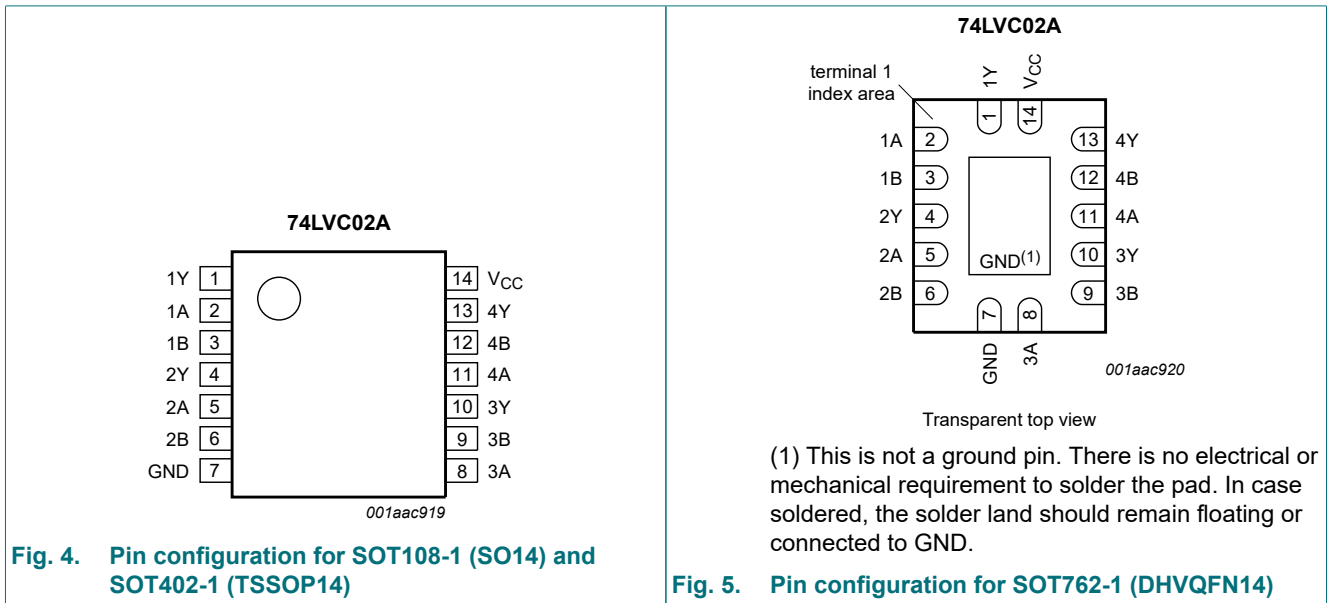 74LVC02A
1Y 1
1A 2
1B 3
2Y 4
2A 5
2B 6
GND 7
14 VCC
13 4Y
12 4B
11 4A
10 3Y
9 3B
8 3A
001aac919
Fig. 4. Pin configuration for SOT108-1 (SO14) and
SOT402-1 (TSSOP14)
74LVC02A
terminal 1
index area
1Y
VCC
1
14
1A 2
1B 3
2Y 4
2A 5
2B 6
13 4Y
12 4B
11 4A
10 3Y
9 3B
GND(1)
7
8
GND
3A
001aac920
Transparent top view
(1) This is not a ground pin. There is no electrical or
mechanical requirement to solder the pad. In case
soldered, the solder land should remain floating or
connected to GND.
Fig. 5. Pin configuration for SOT762-1 (DHVQFN14)